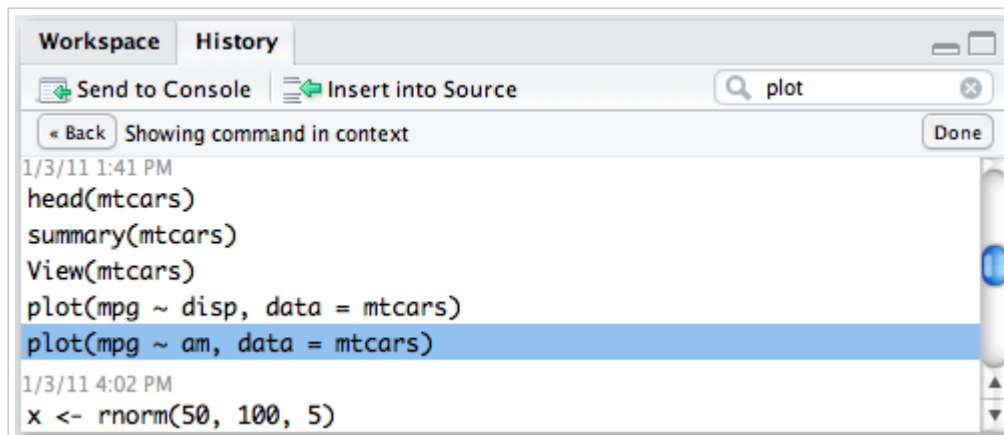 Workspace History
Send to Console Insert into Source plot
« Back Showing command in context Done
1/3/11 1:41 PM
head(mtcars)
summary(mtcars)
View(mtcars)
plot(mpg ~ disp, data = mtcars)
plot(mpg ~ am, data = mtcars)
1/3/11 4:02 PM
x <- rnorm(50, 100, 5)